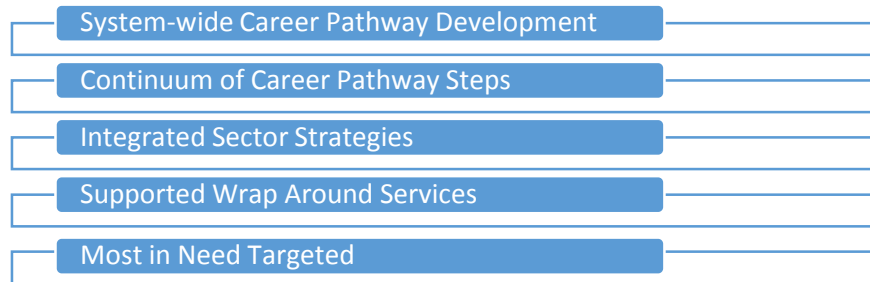 System-wide Career Pathway Development
Continuum of Career Pathway Steps
Integrated Sector Strategies
Supported Wrap Around Services
Most in Need Targeted